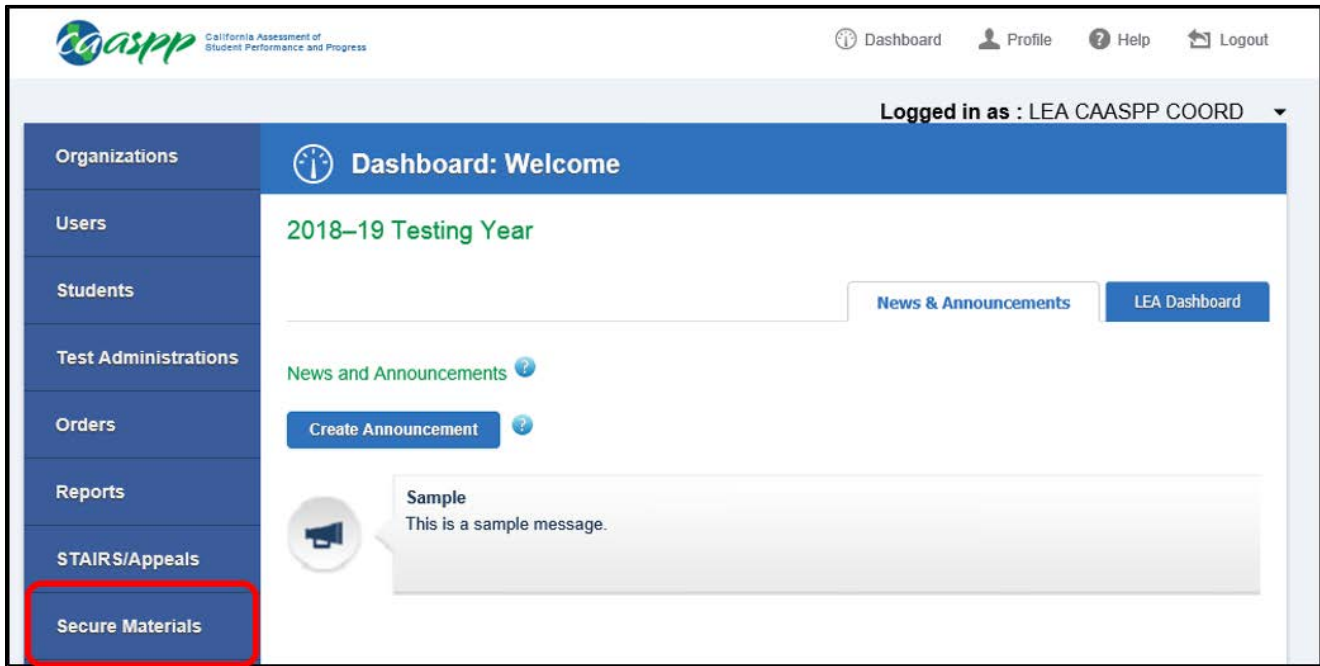 caaspp
California Assessment of
Student Performance and Progress
Dashboard
Profile
Help
Logout
Logged in as : LEA CAASPP COORD
Organizations
Users
Students
Test Administrations
Orders
Reports
STAIRS/Appeals
Secure Materials
Dashboard: Welcome
2018–19 Testing Year
News & Announcements
LEA Dashboard
News and Announcements ?
Create Announcement ?
Sample
This is a sample message.